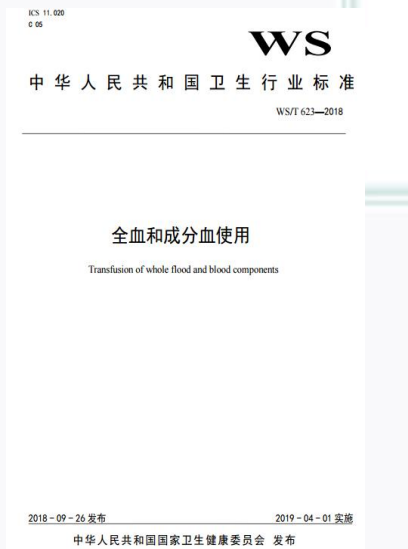 ICS 11.020
C 05
WS
中华人民共和国卫生行业标准
WS/T 623—2018
全血和成分血使用
Transfusion of whole flood and blood components
2018-09-26发布
2019-04-01实施
中华人民共和国国家卫生健康委员会 发布